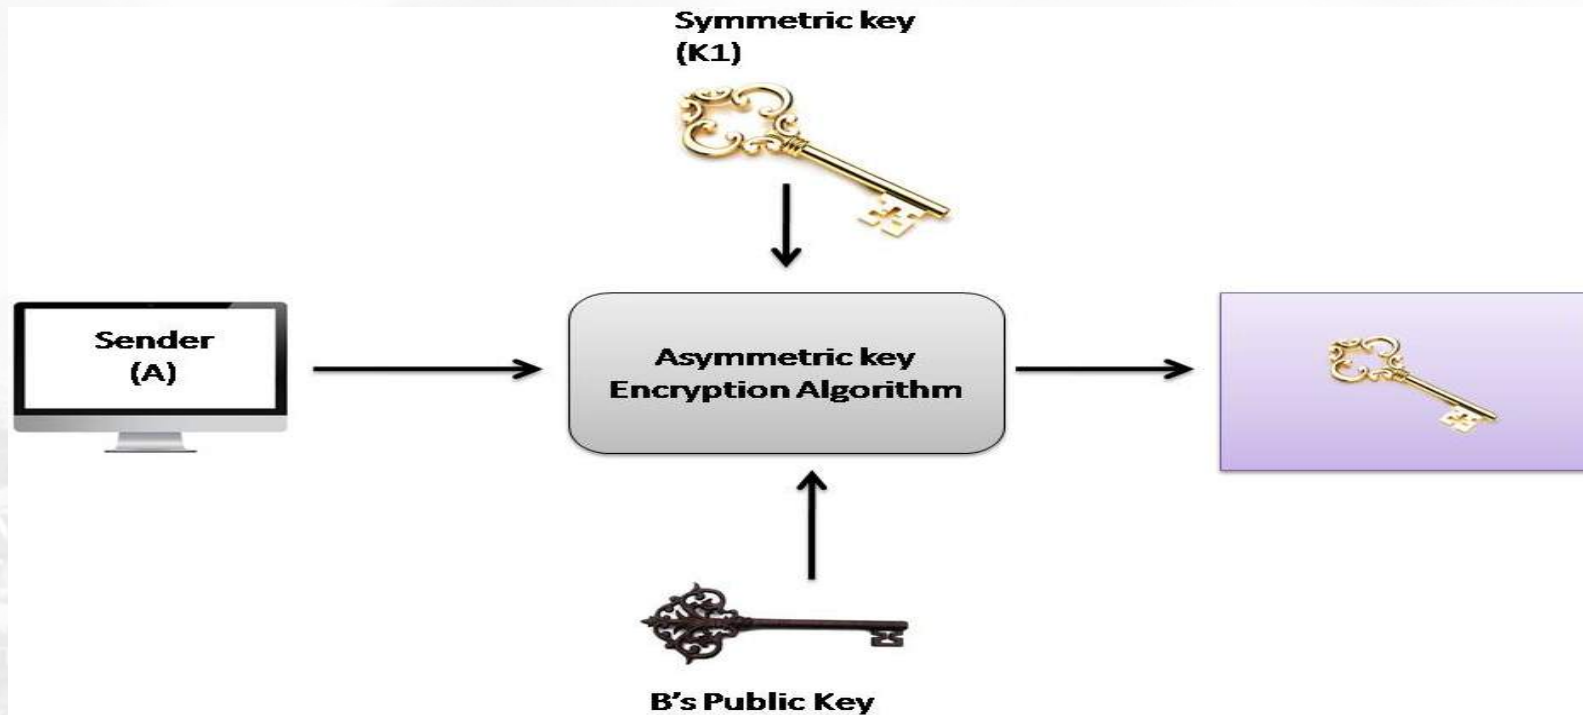 Symmetric key
(K1)
Sender
(A)
Asymmetric key
Encryption Algorithm
B's Public Key